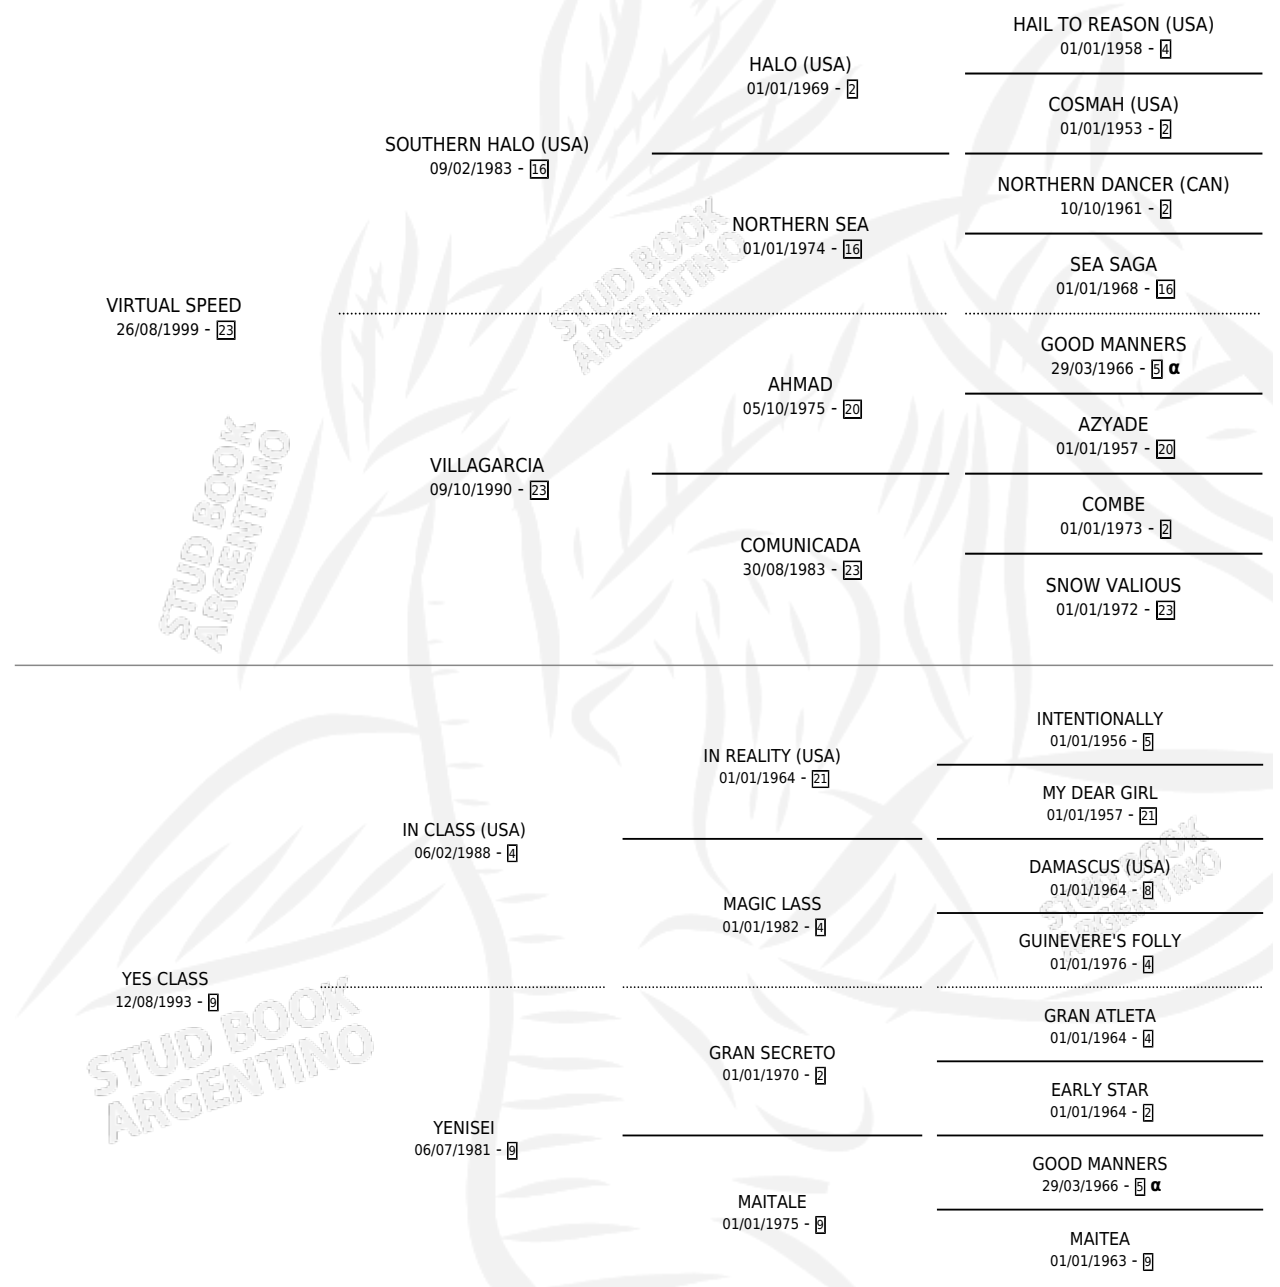 VIRTUAL SPEED
26/08/1999 - 23
SOUTHERN HALO (USA)
09/02/1983 - 16
HALO (USA)
01/01/1969 - 2
HAIL TO REASON (USA)
01/01/1958 - 4
COSMAH (USA)
01/01/1953 - 2
NORTHERN SEA
01/01/1974 - 16
NORTHERN DANCER (CAN)
10/10/1961 - 2
SEA SAGA
01/01/1968 - 16
VILLAGARCIA
09/10/1990 - 23
AHMAD
05/10/1975 - 20
GOOD MANNERS
29/03/1966 - 5 α
AZYADE
01/01/1957 - 20
COMUNICADA
30/08/1983 - 23
COMBE
01/01/1973 - 2
SNOW VALIOUS
01/01/1972 - 23
YES CLASS
12/08/1993 - 9
IN CLASS (USA)
06/02/1988 - 4
IN REALITY (USA)
01/01/1964 - 21
INTENTIONALLY
01/01/1956 - 5
MY DEAR GIRL
01/01/1957 - 21
MAGIC LASS
01/01/1982 - 4
DAMASCUS (USA)
01/01/1964 - 8
GUINEVERE'S FOLLY
01/01/1976 - 4
YENISEI
06/07/1981 - 9
GRAN SECRETO
01/01/1970 - 2
GRAN ATLETA
01/01/1964 - 4
EARLY STAR
01/01/1964 - 2
MAITALE
01/01/1975 - 9
GOOD MANNERS
29/03/1966 - 5 α
MAITEA
01/01/1963 - 9
STUD BOOK
ARGENTINO
STUD BOOK
ARGENTINO
STUD BOOK
ARGENTINO
STUD BOOK
ARGENTINO